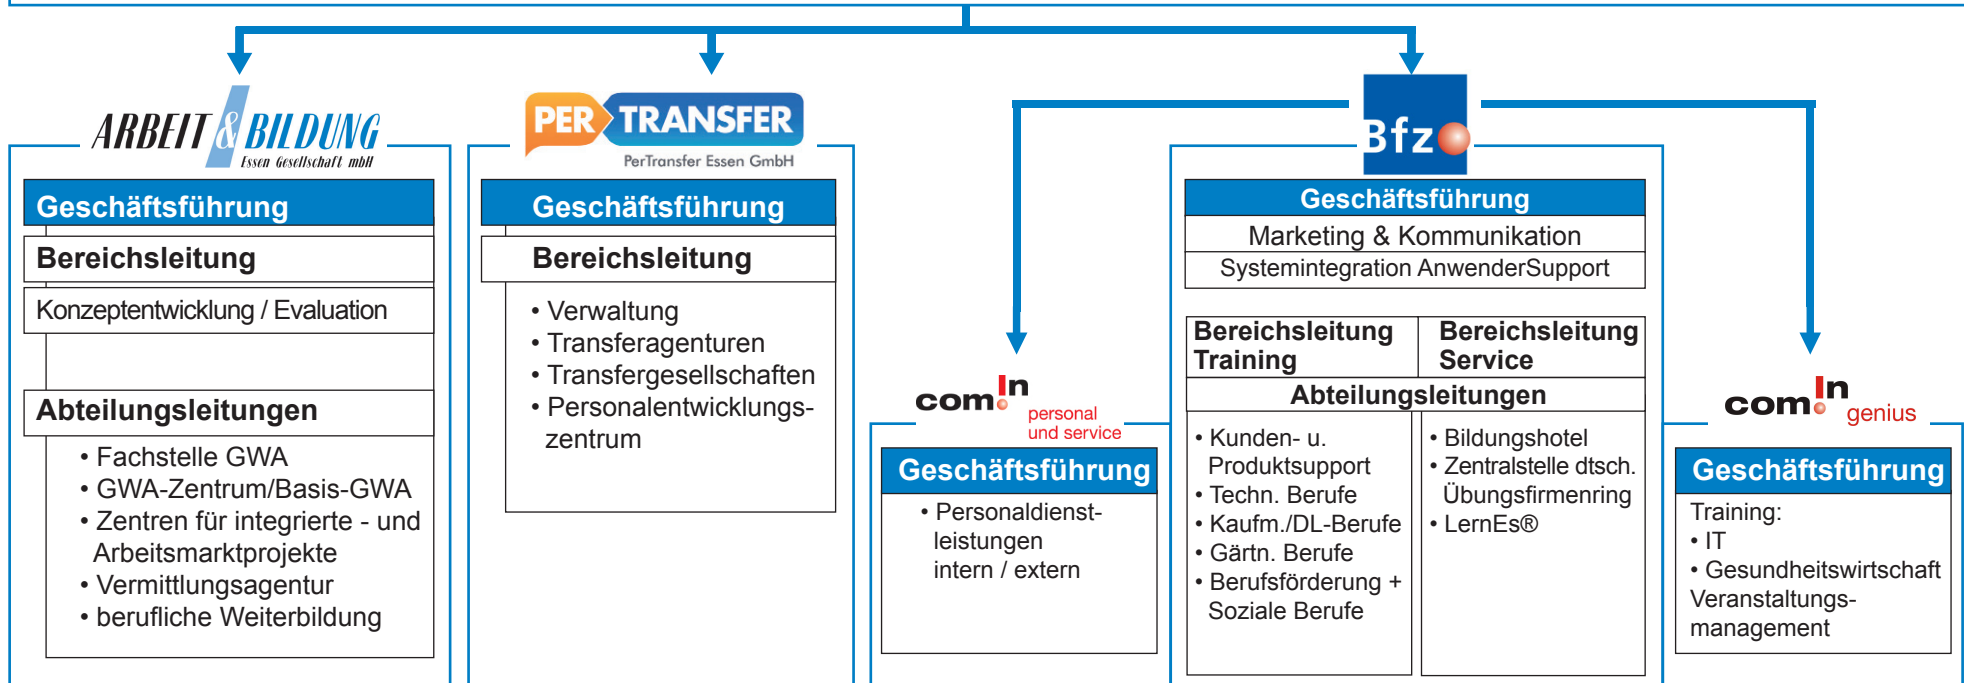 ARBEIT & BILDUNG
Essen Gesellschaft mbH
Geschäftsführung
Bereichsleitung
Konzeptentwicklung / Evaluation
Abteilungsleitungen
• Fachstelle GWA
• GWA-Zentrum/Basis-GWA
• Zentren für integrierte - und
Arbeitsmarktprojekte
• Vermittlungsagentur
• berufliche Weiterbildung
PER TRANSFER
PerTransfer Essen GmbH
Geschäftsführung
Bereichsleitung
• Verwaltung
• Transferagenturen
• Transfergesellschaften
• Personalentwicklungs-
zentrum
com!n
personal
und service
Geschäftsführung
• Personaldienst-
leistungen
intern / extern
Bfz
Geschäftsführung
Marketing & Kommunikation
Systemintegration AnwenderSupport
Bereichsleitung
Training
Bereichsleitung
Service
Abteilungsleitungen
• Kunden- u.
Produktsupport
• Techn. Berufe
• Kaufm./DL-Berufe
• Gärtn. Berufe
• Berufsförderung +
Soziale Berufe
• Bildungshotel
• Zentralstelle dtsch.
Übungsfirmenring
• LernEs®
com!n
genius
Geschäftsführung
Training:
• IT
• Gesundheitswirtschaft
Veranstaltungs-
management